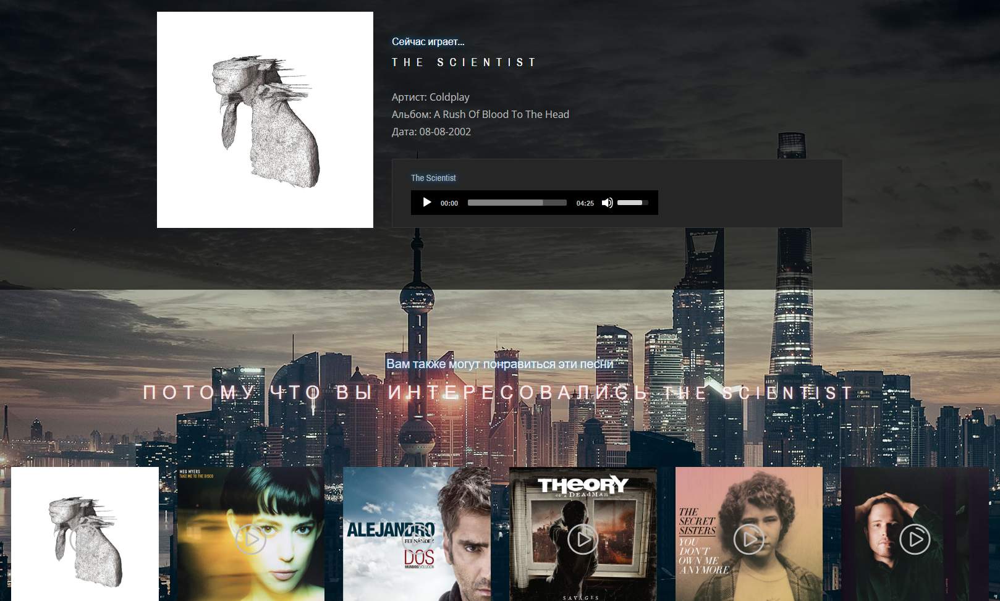 Сейчас играет...
THE SCIENTIST
Артист: Coldplay
Альбом: A Rush Of Blood To The Head
Дата: 08-08-2002
The Scientist
00:00 04:25
Вам также могут понравиться эти песни
ПОТОМУ ЧТО ВЫ ИНТЕРЕСОВАЛИСЬ THE SCIENTIST
MEG MYERS
TAKE ME TO THE DISCO
ALEJANDRO
FERNÁNDEZ
DOS
MUNDOS EVOLUCIÓN
THEORY
OF A DEADMAN
SAVAGES
THE
SECRET
SISTERS
YOU
DON'T
OWN ME
ANYMORE